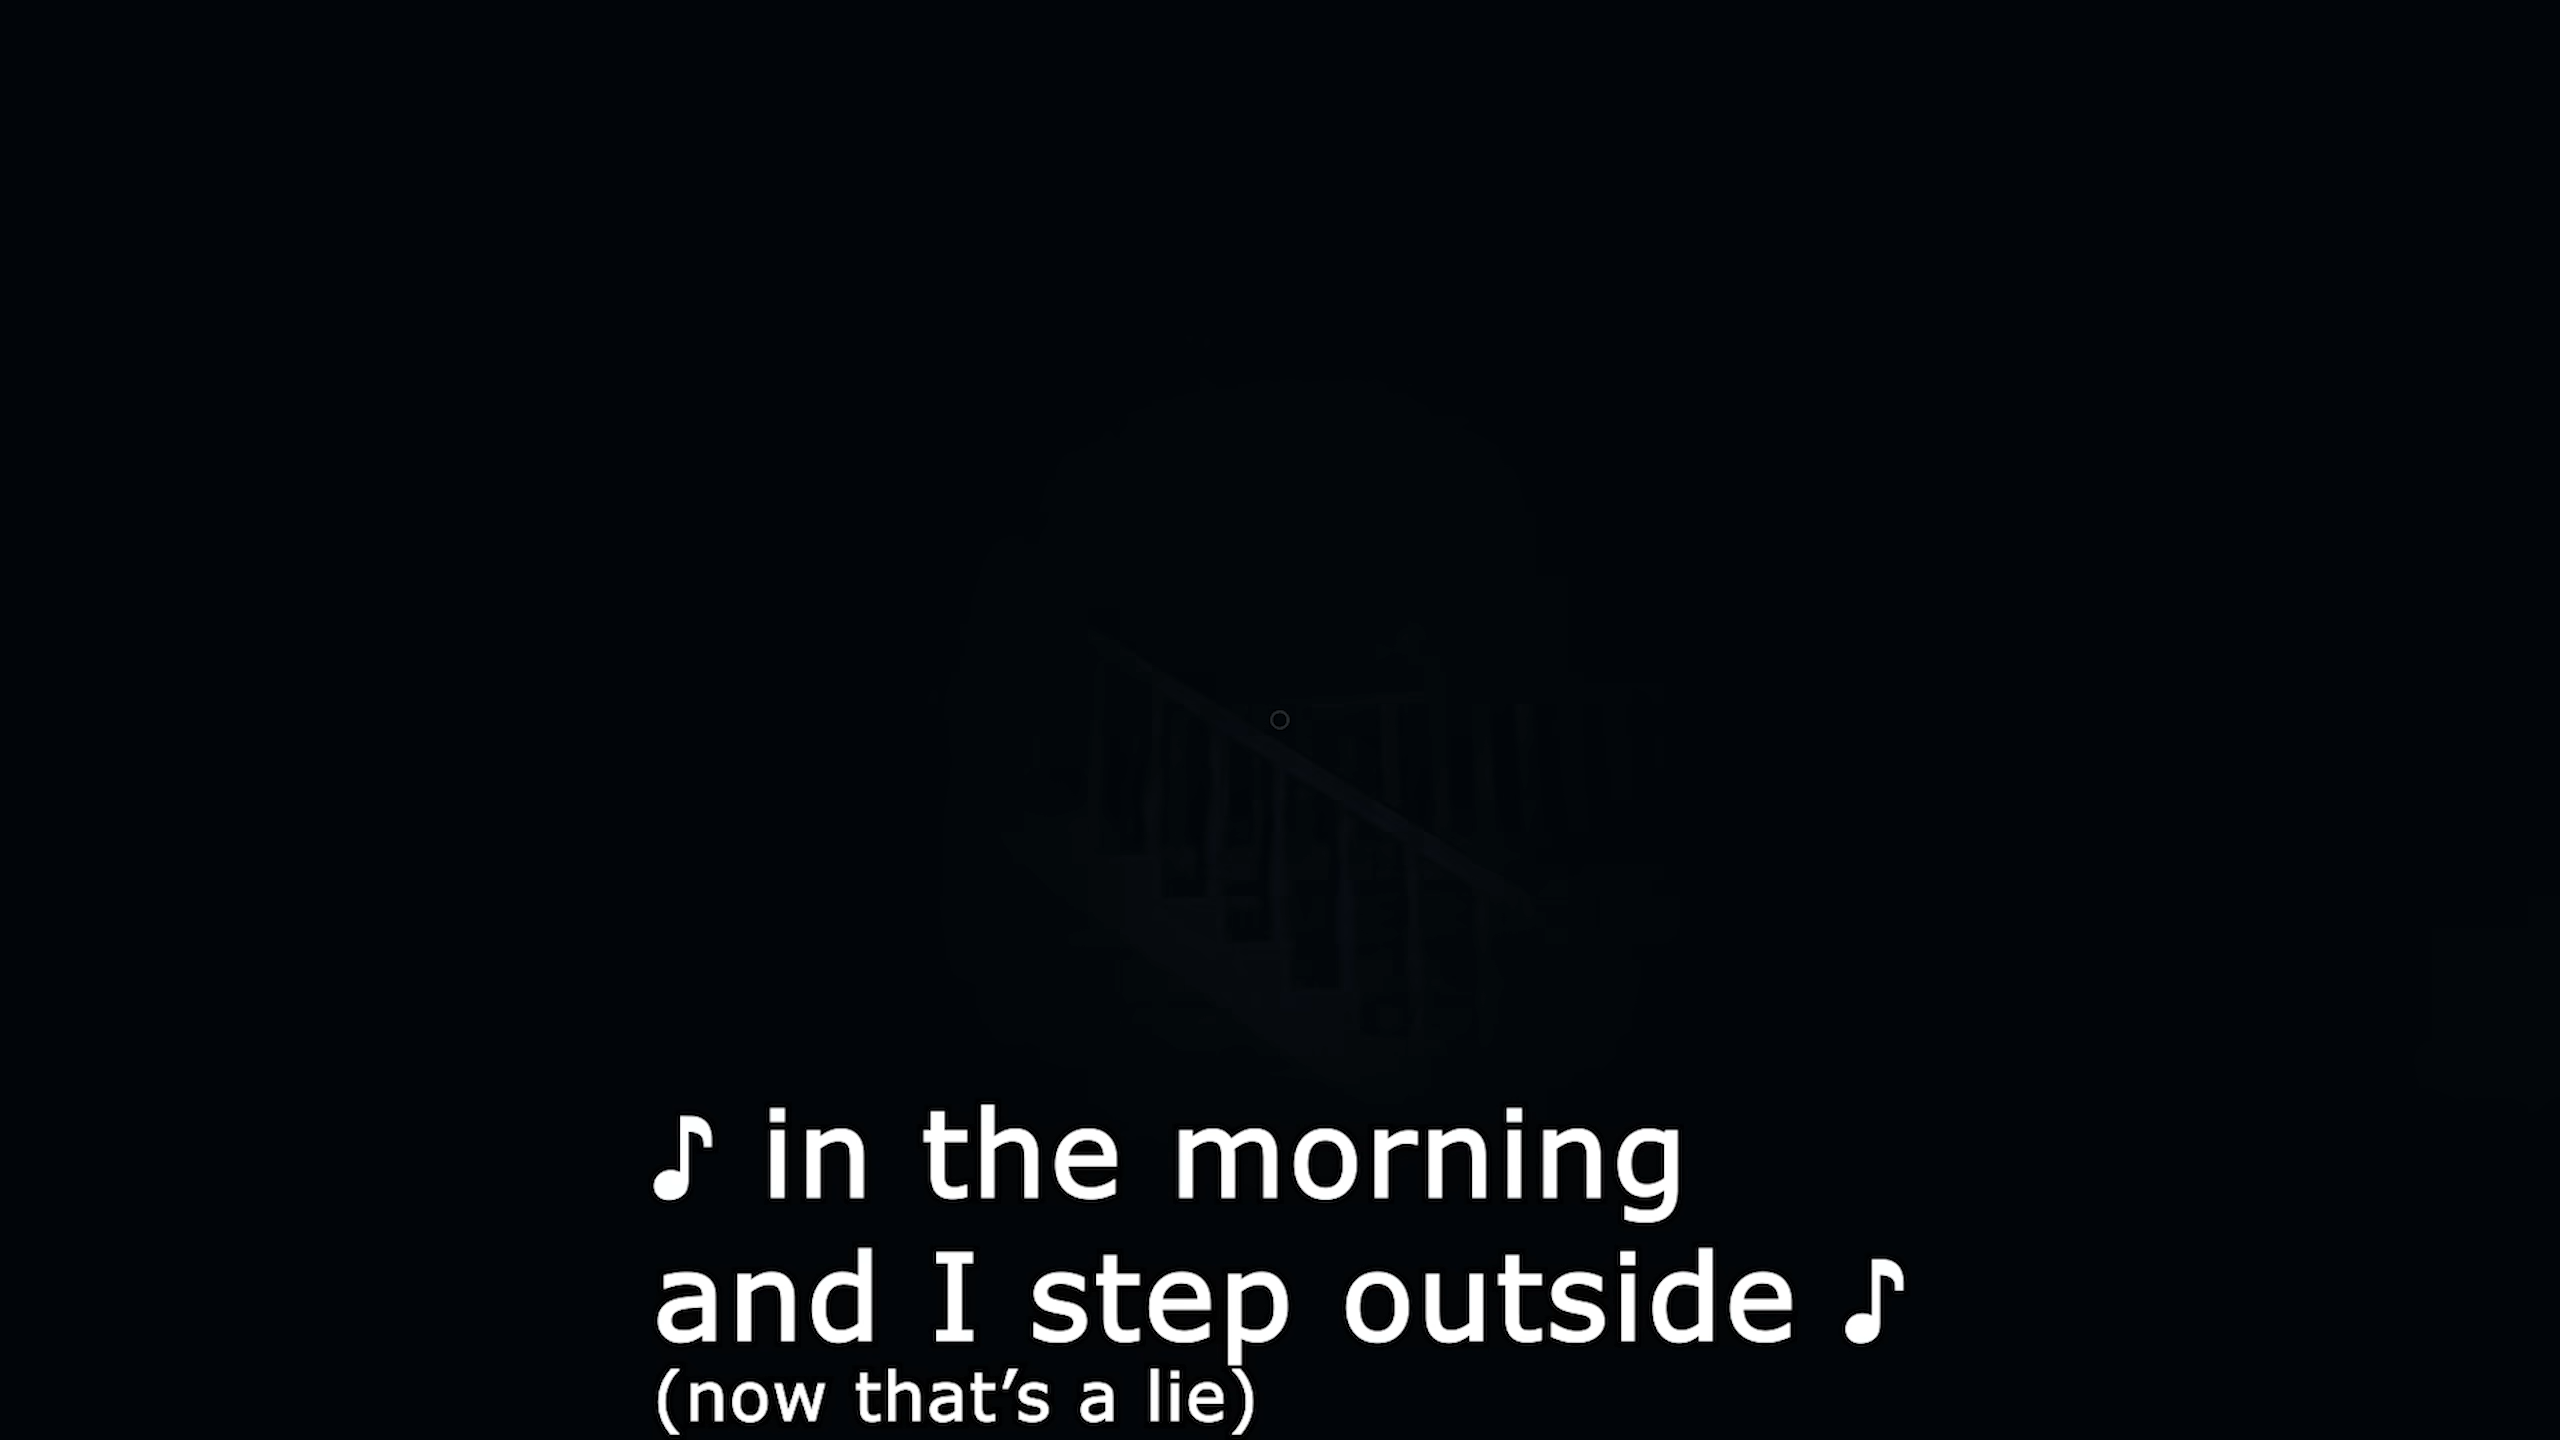 ♪ in the morning
and I step outside ♪
(now that’s a lie)